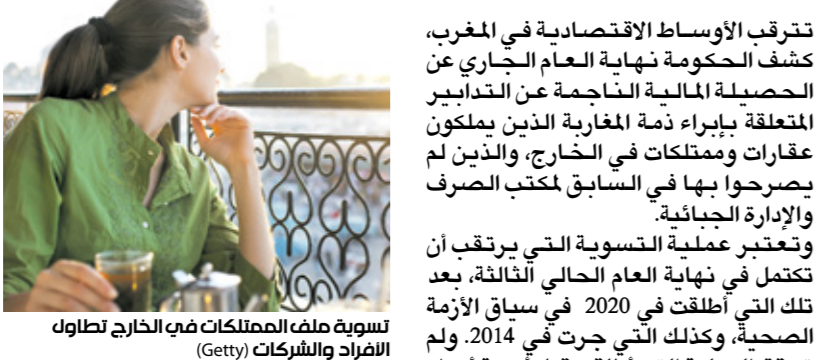 تترقب الأوساط الاقتصادية في المغرب،
كشف الحكومة نهاية العام الجاري عن
الحصيلة المالية الناجمة عن التدابير
المتعلقة بإبراء ذمة المغاربة الذين يملكون
عقارات وممتلكات في الخارج، والذين لم
يصرحوا بها في السابق لمكتب الصرف
والإدارة الجبائية.
وتعتبر عملية التسوية التي يرتقب أن
تكتمل في نهاية العام الحالي الثالثة، بعد
تلك التي أطلقت في 2020 في سياق الأزمة
الصحية، وكذلك التي جرت في 2014. ولم
تسوية ملف الممتلكات في الخارج تطاول
الأفراد والشركات (Getty)